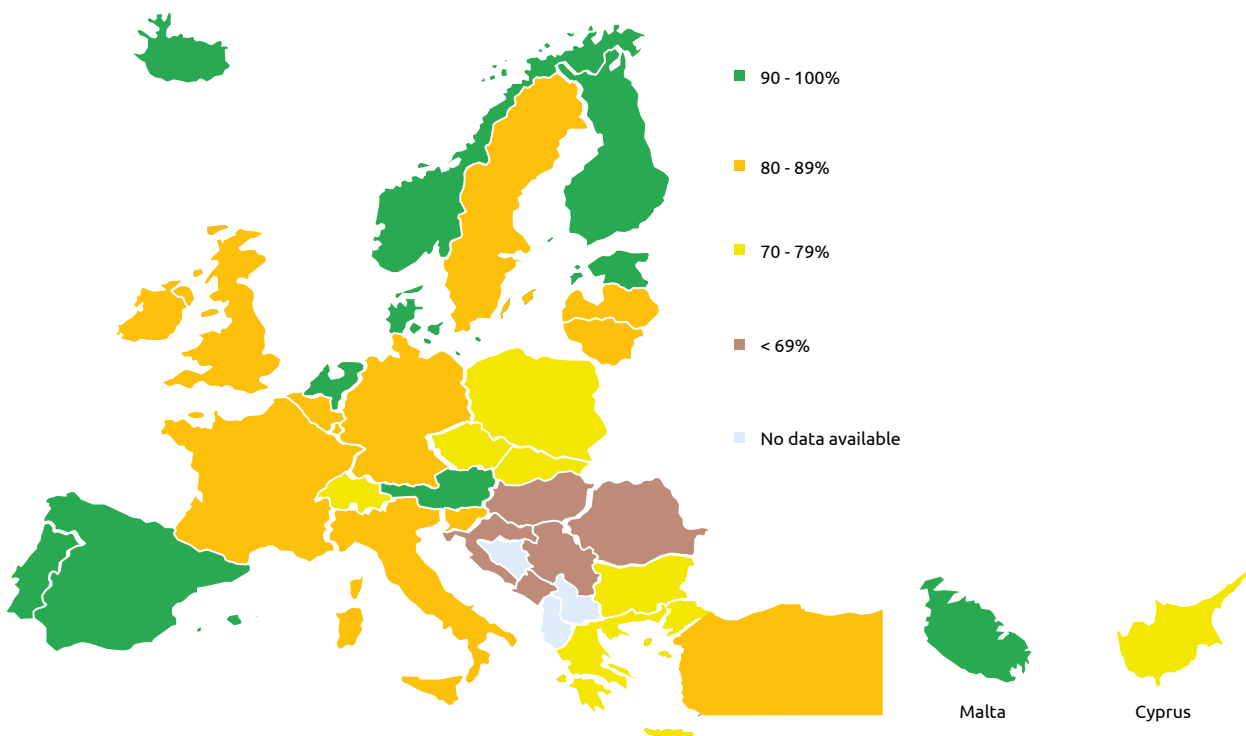 90 - 100%
80 - 89%
70 - 79%
< 69%
No data available
Malta
Cyprus